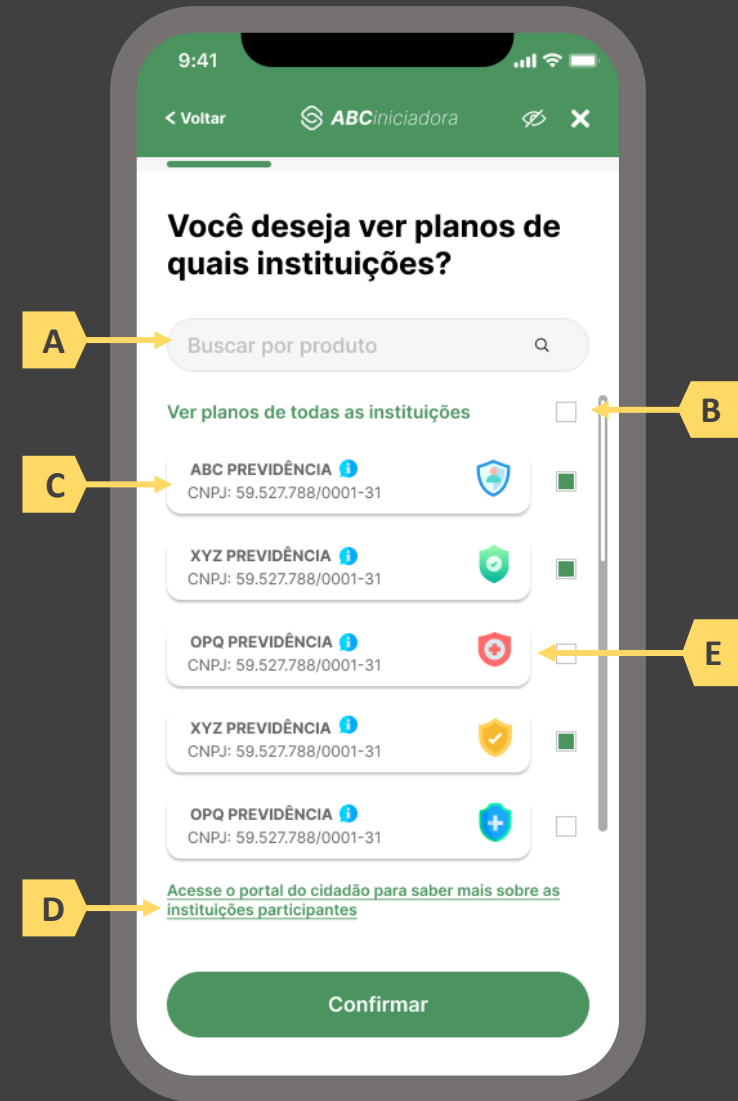 9:41
Voltar
ABCiniciadora
Você deseja ver planos de
quais instituições?
A
Buscar por produto
Ver planos de todas as instituições
B
C
ABC PREVIDÊNCIA i
CNPJ: 59.527.788/0001-31
XYZ PREVIDÊNCIA i
CNPJ: 59.527.788/0001-31
OPQ PREVIDÊNCIA i
CNPJ: 59.527.788/0001-31
E
XYZ PREVIDÊNCIA i
CNPJ: 59.527.788/0001-31
OPQ PREVIDÊNCIA i
CNPJ: 59.527.788/0001-31
D
Acesse o portal do cidadão para saber mais sobre as
instituições participantes
Confirmar